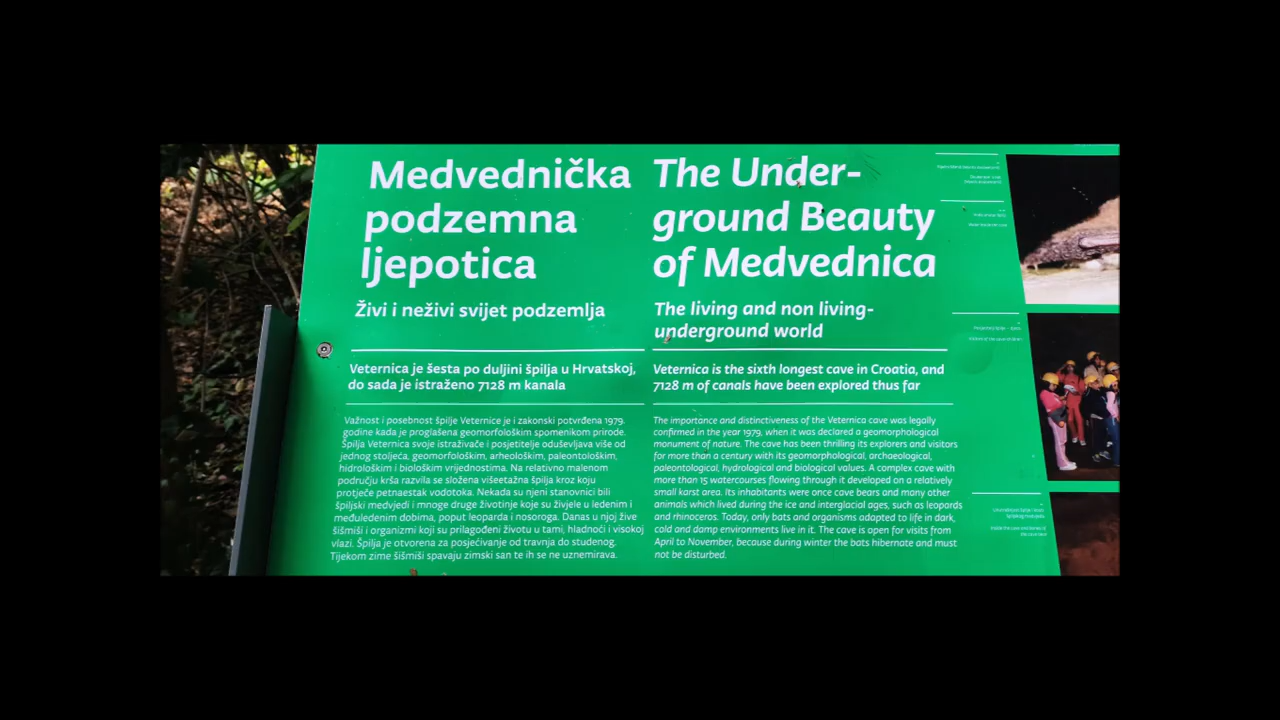 Medvednička
podzemna
ljepotica
Živi i neživi svijet podzemlja
Veternica je šesta po duljini špilja u Hrvatskoj,
do sada je istraženo 7128 m kanala
Važnost i posebnost špilje Veternice je i zakonski potvrđena 1979.
godine kada je proglašena geomorfološkim spomenikom prirode.
Špilja Veternica svoje istraživače i posjetitelje oduševljava više od
jednog stoljeća, geomorfološkim, arheološkim, paleontološkim,
hidrološkim i biološkim vrijednostima. Na relativno malenom
području krša razvila se složena višeetažna špilja kroz koju
protječe petnaestak vodotoka. Nekada su njeni stanovnici bili
špiljski medvjedi i mnoge druge životinje koje su živjele u ledenim i
međuledenim dobima, poput leoparda i nosoroga. Danas u njoj žive
šišmiši i organizmi koji su prilagođeni životu u tami, hladnoći i visokoj
vlazi. Špilja je otvorena za posjećivanje od travnja do studenog.
Tijekom zime šišmiši spavaju zimski san te ih se ne uznemirava.
The Under-
ground Beauty
of Medvednica
The living and non living-
underground world
Veternica is the sixth longest cave in Croatia, and
7128 m of canals have been explored thus far
The importance and distinctiveness of the Veternica cave was legally
confirmed in the year 1979, when it was declared a geomorphological
monument of nature. The cave has been thrilling its explorers and visitors
for more than a century with its geomorphological, archaeological,
paleontological, hydrological and biological values. A complex cave with
more than 15 watercourses flowing through it developed on a relatively
small karst area. Its inhabitants were once cave bears and many other
animals which lived during the ice and interglacial ages, such as leopards
and rhinoceros. Today, only bats and organisms adapted to life in dark,
cold and damp environments live in it. The cave is open for visits from
April to November, because during winter the bats hibernate and must
not be disturbed.